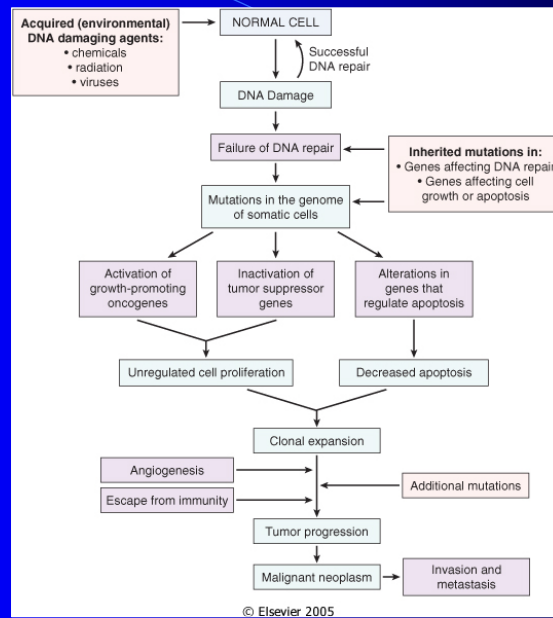 Acquired (environmental)
DNA damaging agents:
• chemicals
• radiation
• viruses
NORMAL CELL
Successful
DNA repair
DNA Damage
Failure of DNA repair
Inherited mutations in:
• Genes affecting DNA repair
• Genes affecting cell
growth or apoptosis
Mutations in the genome
of somatic cells
Activation of
growth-promoting
oncogenes
Inactivation of
tumor suppressor
genes
Alterations in
genes that
regulate apoptosis
Unregulated cell proliferation
Decreased apoptosis
Clonal expansion
Angiogenesis
Additional mutations
Escape from immunity
Tumor progression
Malignant neoplasm
Invasion and
metastasis
© Elsevier 2005